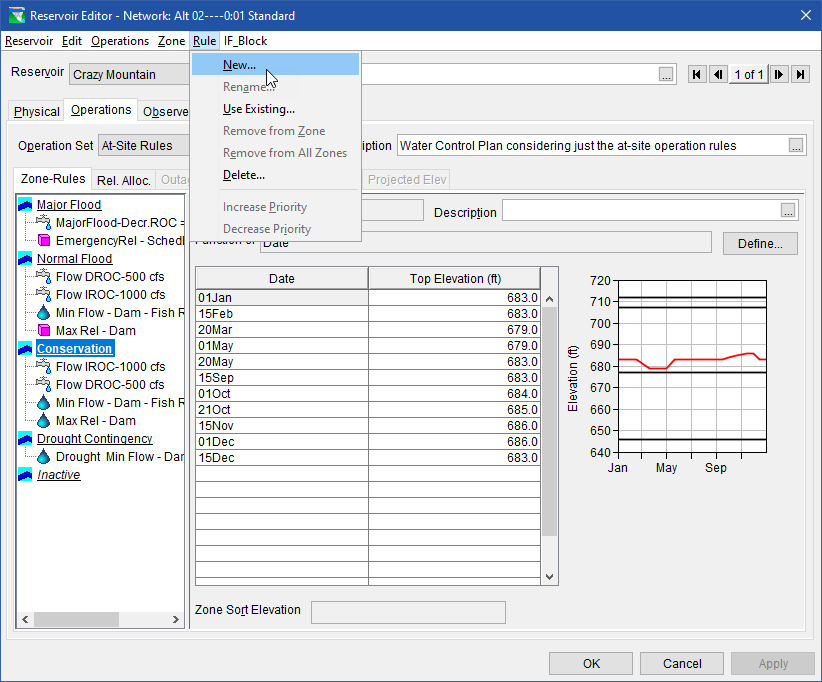 Reservoir Editor - Network: Alt 02----0:01 Standard
Reservoir Edit Operations Zone Rule IF_Block
Reservoir Crazy Mountain ... 1 of 1
New...
Rename...
Use Existing...
Remove from Zone
Remove from All Zones
Delete...
Increase Priority
Decrease Priority
Physical Operations Observe
Operation Set At-Site Rules iption Water Control Plan considering just the at-site operation rules ...
Zone-Rules Rel. Alloc. Outag Projected Elev
Description ...
Date Define...
Major Flood
MajorFlood-Decr.ROC =
EmergencyRel - Sched
Normal Flood
Flow DROC-500 cfs
Flow IROC-1000 cfs
Min Flow - Dam - Fish R
Max Rel - Dam
Conservation
Flow IROC-1000 cfs
Flow DROC-500 cfs
Min Flow - Dam - Fish R
Max Rel - Dam
Drought Contingency
Drought Min Flow - Dar
Inactive
Date Top Elevation (ft)
01Jan 683.0
15Feb 683.0
20Mar 679.0
01May 679.0
20May 683.0
15Sep 683.0
01Oct 684.0
21Oct 685.0
15Nov 686.0
01Dec 686.0
15Dec 683.0
Zone Sort Elevation
Elevation (ft)
720
710
700
690
680
670
660
650
640
Jan May Sep
OK Cancel Apply